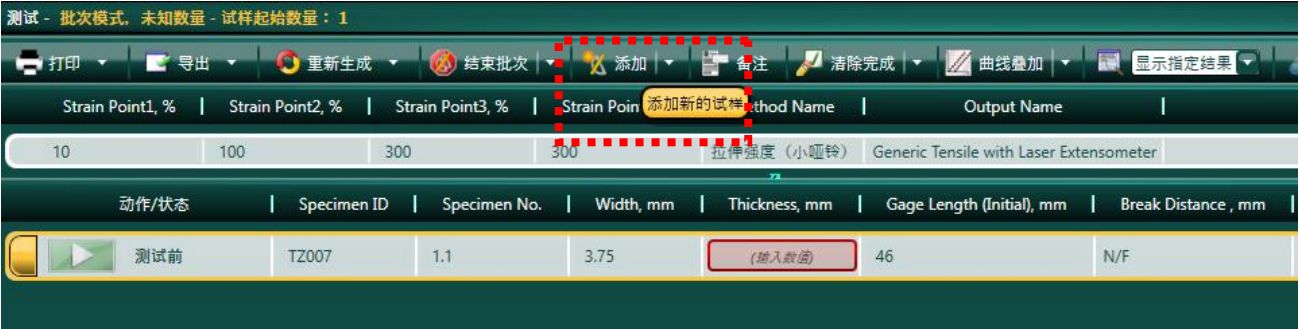 测试 - 批次模式, 未知数量 - 试样起始数量： 1
打印 导出 重新生成 结束批次 添加 备注 清除完成 曲线叠加 显示指定结果
Strain Point1, % Strain Point2, % Strain Point3, % Strain Poin ethod Name Output Name
添加新的试样
10 100 300 300 拉伸强度（小哑铃） Generic Tensile with Laser Extensometer
动作/状态 Specimen ID Specimen No. Width, mm Thickness, mm Gage Length (Initial), mm Break Distance , mm
测试前 TZ007 1.1 3.75 (输入数值) 46 N/F